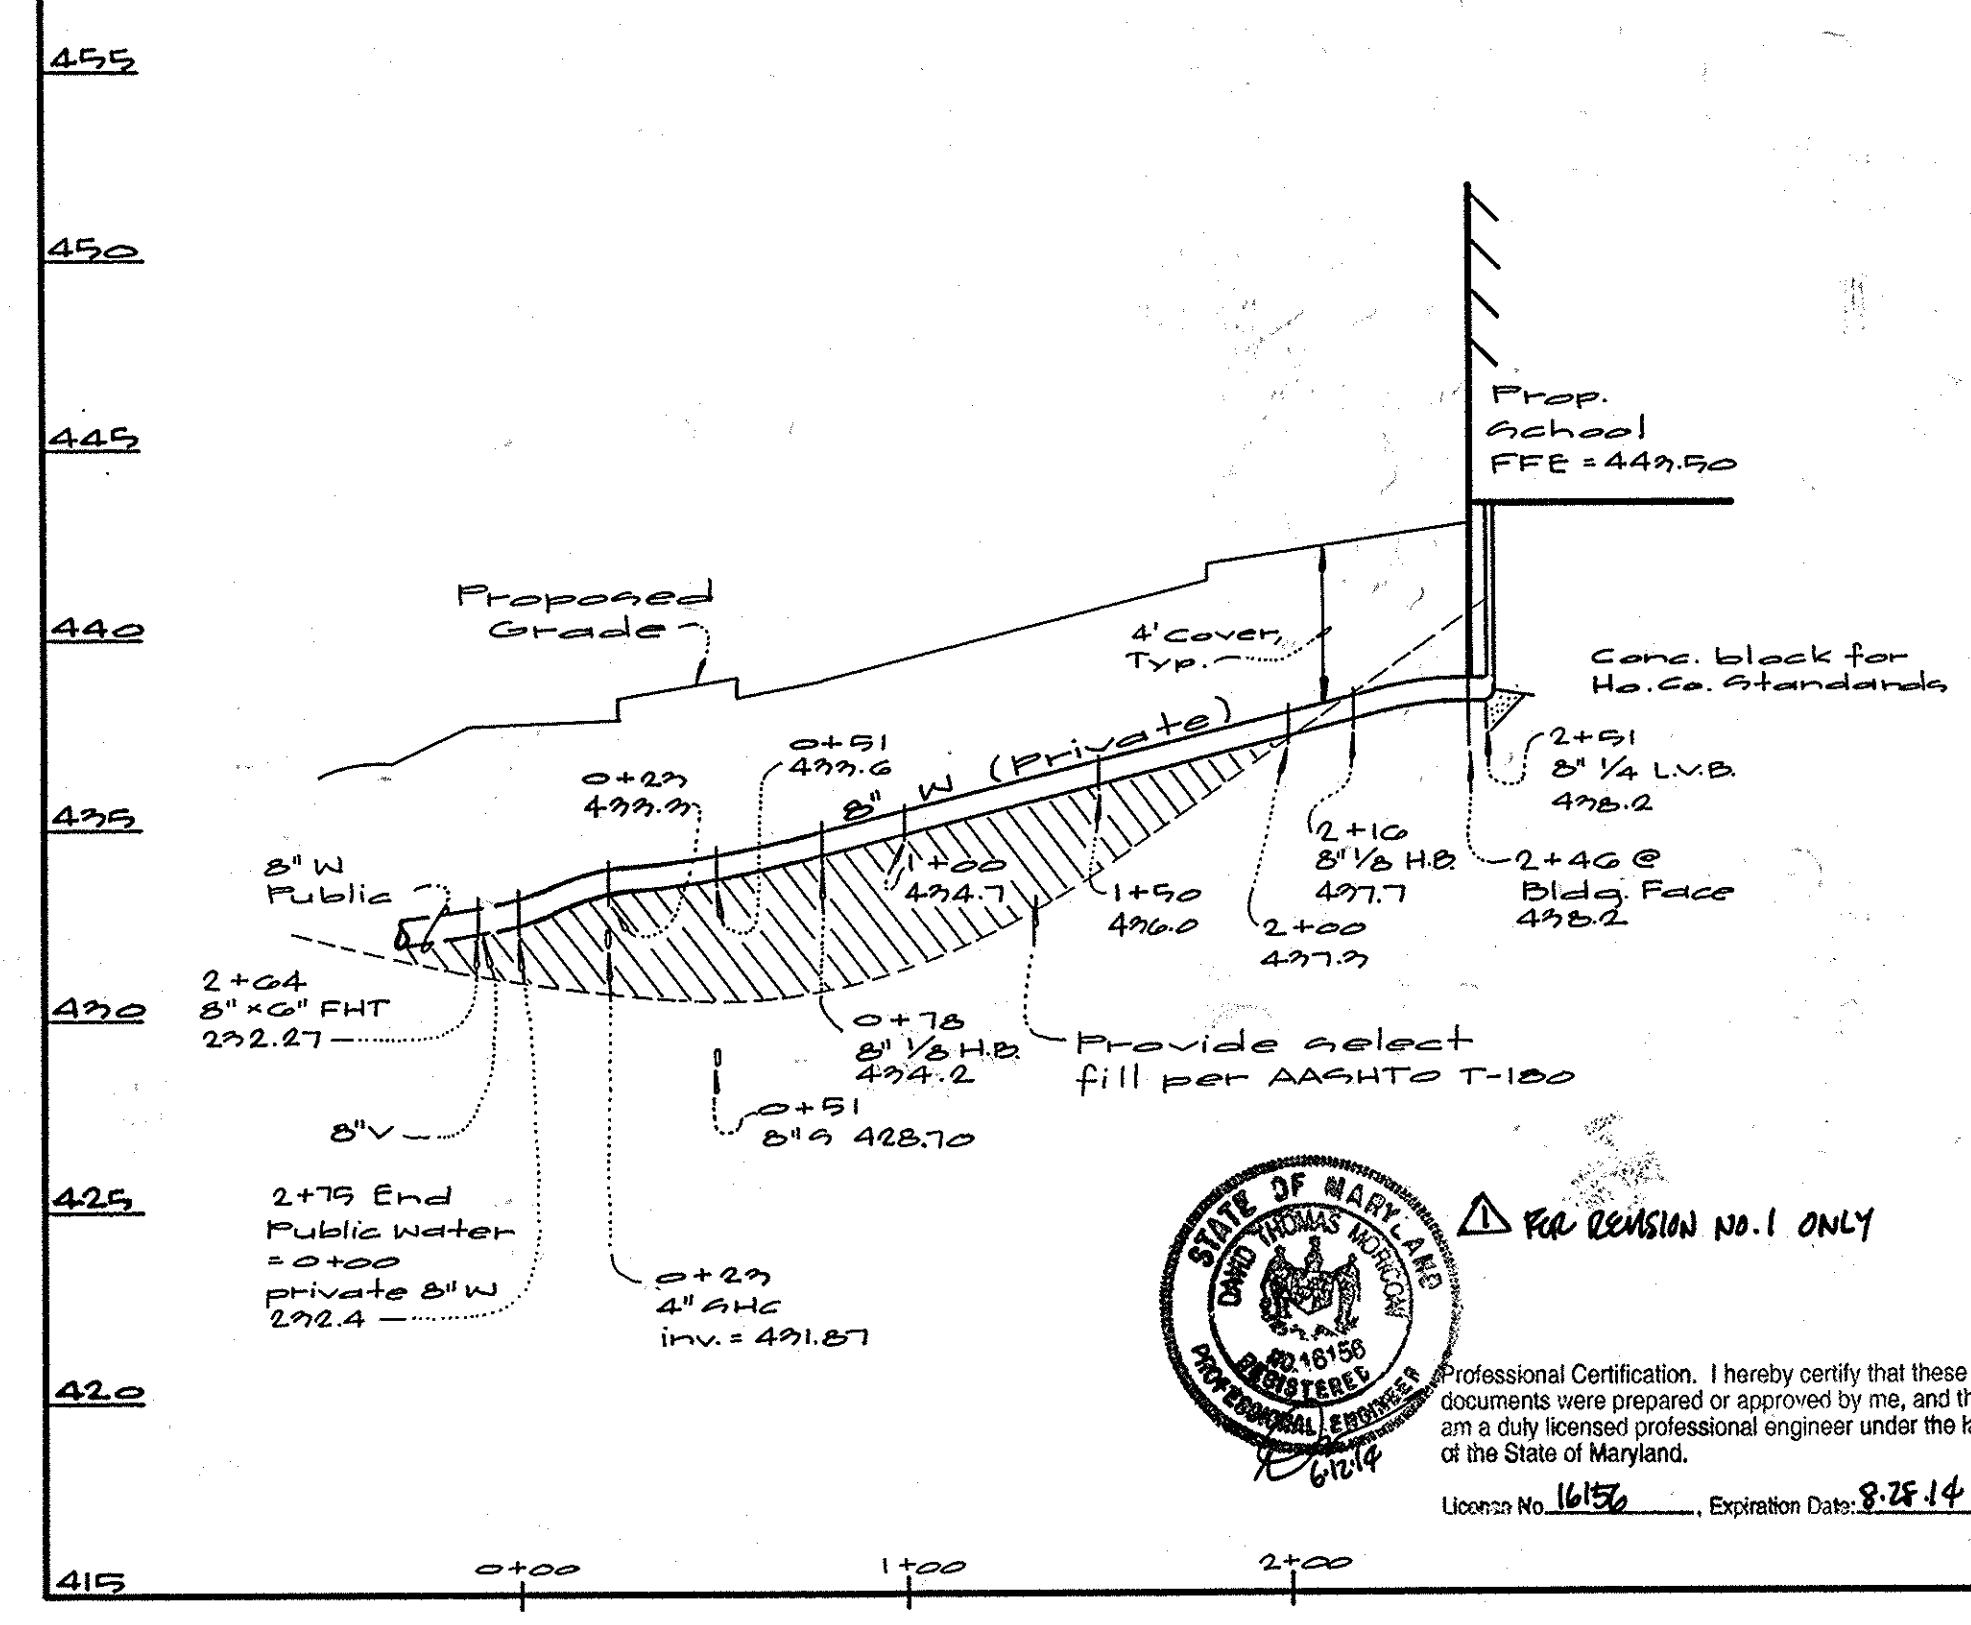 455
450
445
440
435
430
425
420
415
Prop.
School
FFE = 443.50
Proposed
Grade
4' Cover,
Typ.
Conc. block for
Ho. Co. Standards
8" W (private)
0+51
433.6
0+23
433.3
8" W
Public
2+51
8" 1/4 L.V.B.
438.2
2+16
8" 1/8 H.B.
437.7
2+46 @
Bldg. Face
438.2
1+00
434.7
1+50
436.0
2+00
437.3
2+64
8" x 6" FHT
232.27
0+78
8" 1/8 H.B.
434.2
Provide select
fill per AASHTO T-180
8" V
0+51
8" S 428.70
2+75 End
Public Water
= 0+00
private 8" W
232.4
0+23
4" SHC
inv. = 431.87
STATE OF MARYLAND
DAVID THOMAS MORICONI
NO. 16156
REGISTERED
PROFESSIONAL ENGINEER
6.12.14
1 FOR REVISION NO. 1 ONLY
Professional Certification. I hereby certify that these
documents were prepared or approved by me, and th
am a duly licensed professional engineer under the la
of the State of Maryland.
License No. 16156, Expiration Date: 8.28.14
0+00 1+00 2+00